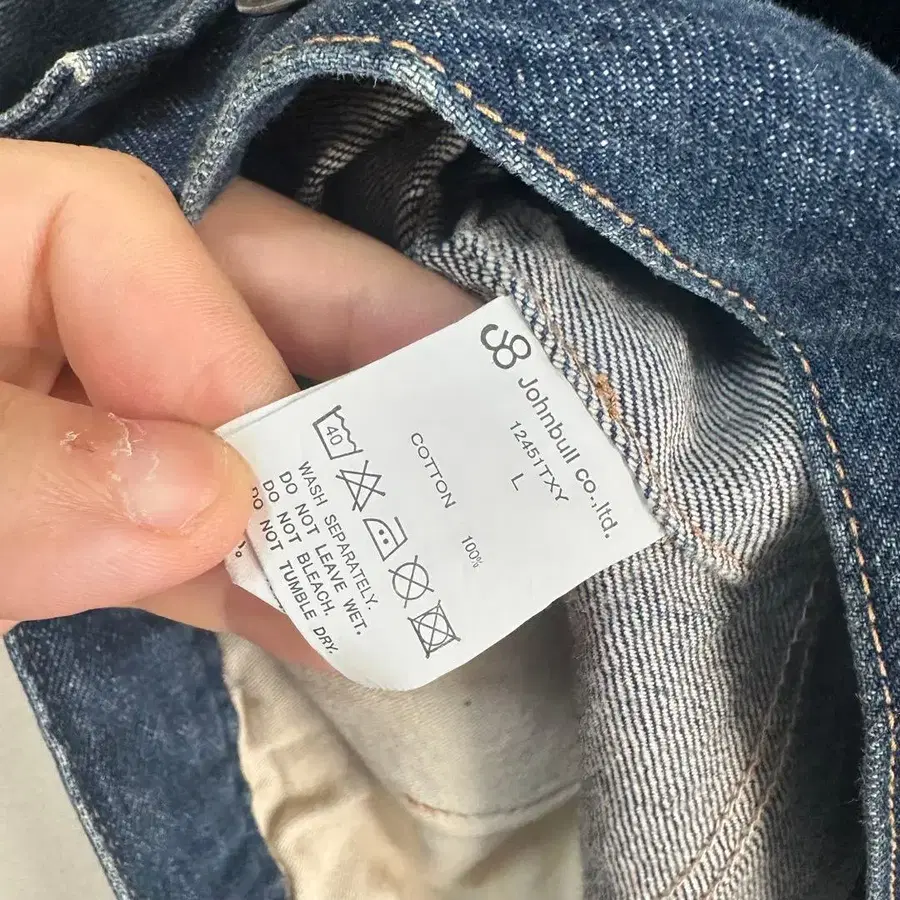 Johnbull co.,ltd.
12451TXY
L
COTTON 100%
40
WASH SEPARATELY.
DO NOT LEAVE WET.
DO NOT BLEACH.
DO NOT TUMBLE DRY.